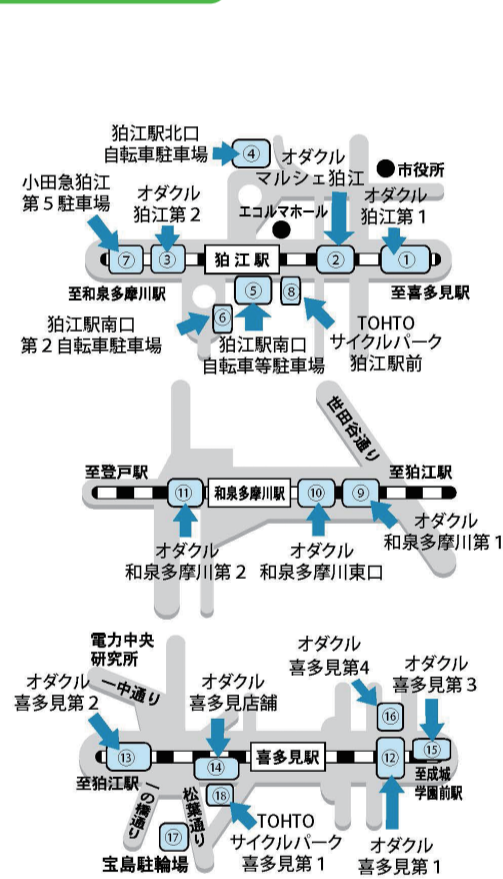 狛江駅北口
自転車駐車場
④
オダクル
マルシェ狛江
市役所
小田急狛江
第５駐車場
オダクル
狛江第２
エコルマホール
オダクル
狛江第１
⑦
③
狛江駅
②
①
至和泉多摩川駅
⑤
⑧
至喜多見駅
⑥
狛江駅南口
第２自転車駐車場
狛江駅南口
自転車等駐車場
TOHTO
サイクルパーク
狛江駅前
世田谷通り
至登戸駅
至狛江駅
⑪
和泉多摩川駅
⑩
⑨
オダクル
和泉多摩川第２
オダクル
和泉多摩川東口
オダクル
和泉多摩川第１
電力中央
研究所
一中通り
オダクル
喜多見第２
オダクル
喜多見店舗
オダクル
喜多見第４
オダクル
喜多見第３
⑯
⑬
⑭
喜多見駅
⑫
⑮
至狛江駅
至成城
学園前駅
一の橋通り
松葉通り
⑱
⑰
宝島駐輪場
TOHTO
サイクルパーク
喜多見第１
オダクル
喜多見第１